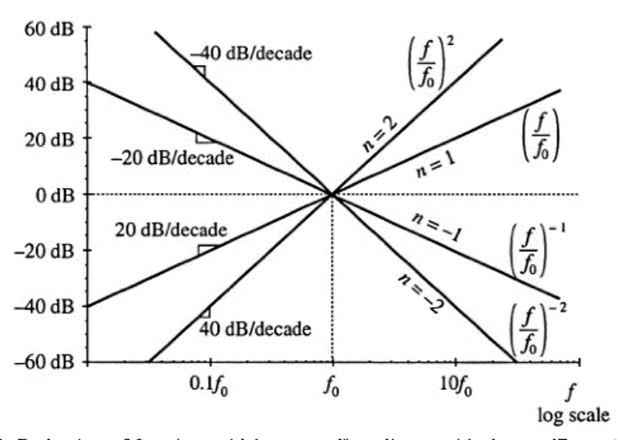 60 dB
40 dB
20 dB
0 dB
–20 dB
–40 dB
–60 dB
–40 dB/decade
–20 dB/decade
20 dB/decade
40 dB/decade
n = 2
n = 1
n = –1
n = –2
(f/f₀)²
(f/f₀)
(f/f₀)⁻¹
(f/f₀)⁻²
0.1f₀
f₀
10f₀
f
log scale